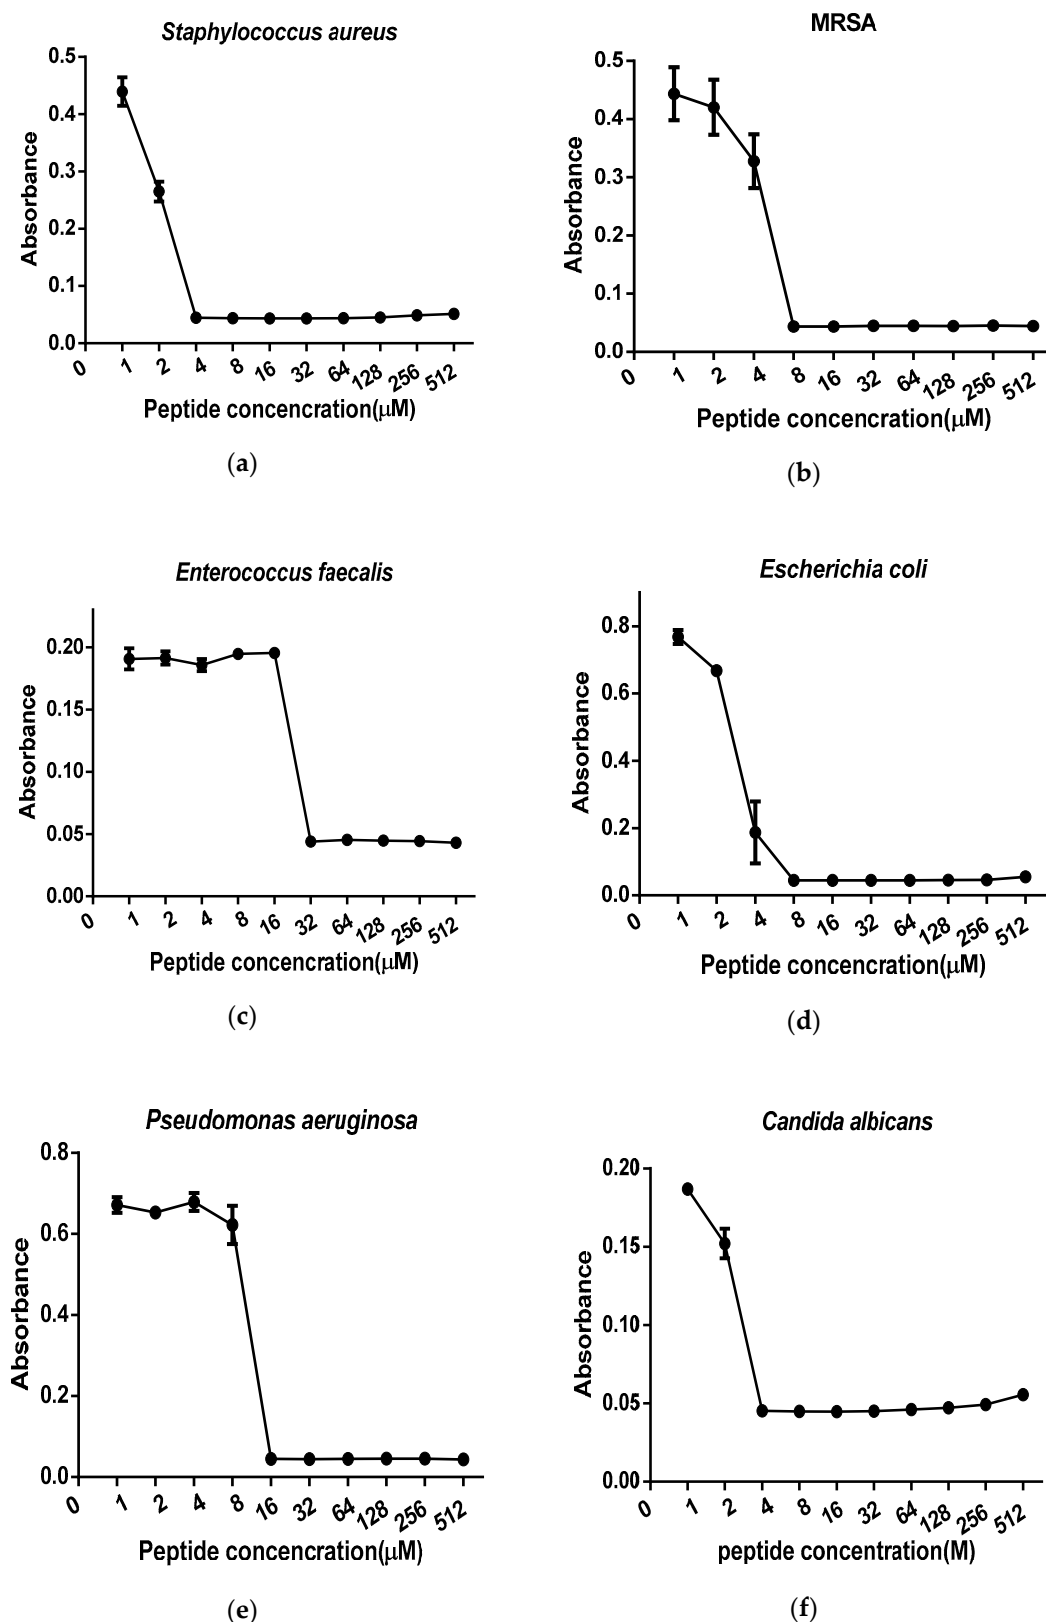 Staphylococcus aureus
0.5
0.4
0.3
0.2
0.1
0.0
Absorbance
0 1 2 4 8 16 32 64 128 256 512
Peptide concencration(μM)
(a)
MRSA
0.5
0.4
0.3
0.2
0.1
0.0
Absorbance
0 1 2 4 8 16 32 64 128 256 512
Peptide concencration(μM)
(b)
Enterococcus faecalis
0.20
0.15
0.10
0.05
0.00
Absorbance
0 1 2 4 8 16 32 64 128 256 512
Peptide concencration(μM)
(c)
Escherichia coli
0.8
0.6
0.4
0.2
0.0
Absorbance
0 1 2 4 8 16 32 64 128 256 512
Peptide concencration(μM)
(d)
Pseudomonas aeruginosa
0.8
0.6
0.4
0.2
0.0
Absorbance
0 1 2 4 8 16 32 64 128 256 512
Peptide concencration(μM)
(e)
Candida albicans
0.20
0.15
0.10
0.05
0.00
Absorbance
0 1 2 4 8 16 32 64 128 256 512
peptide concentration(M)
(f)